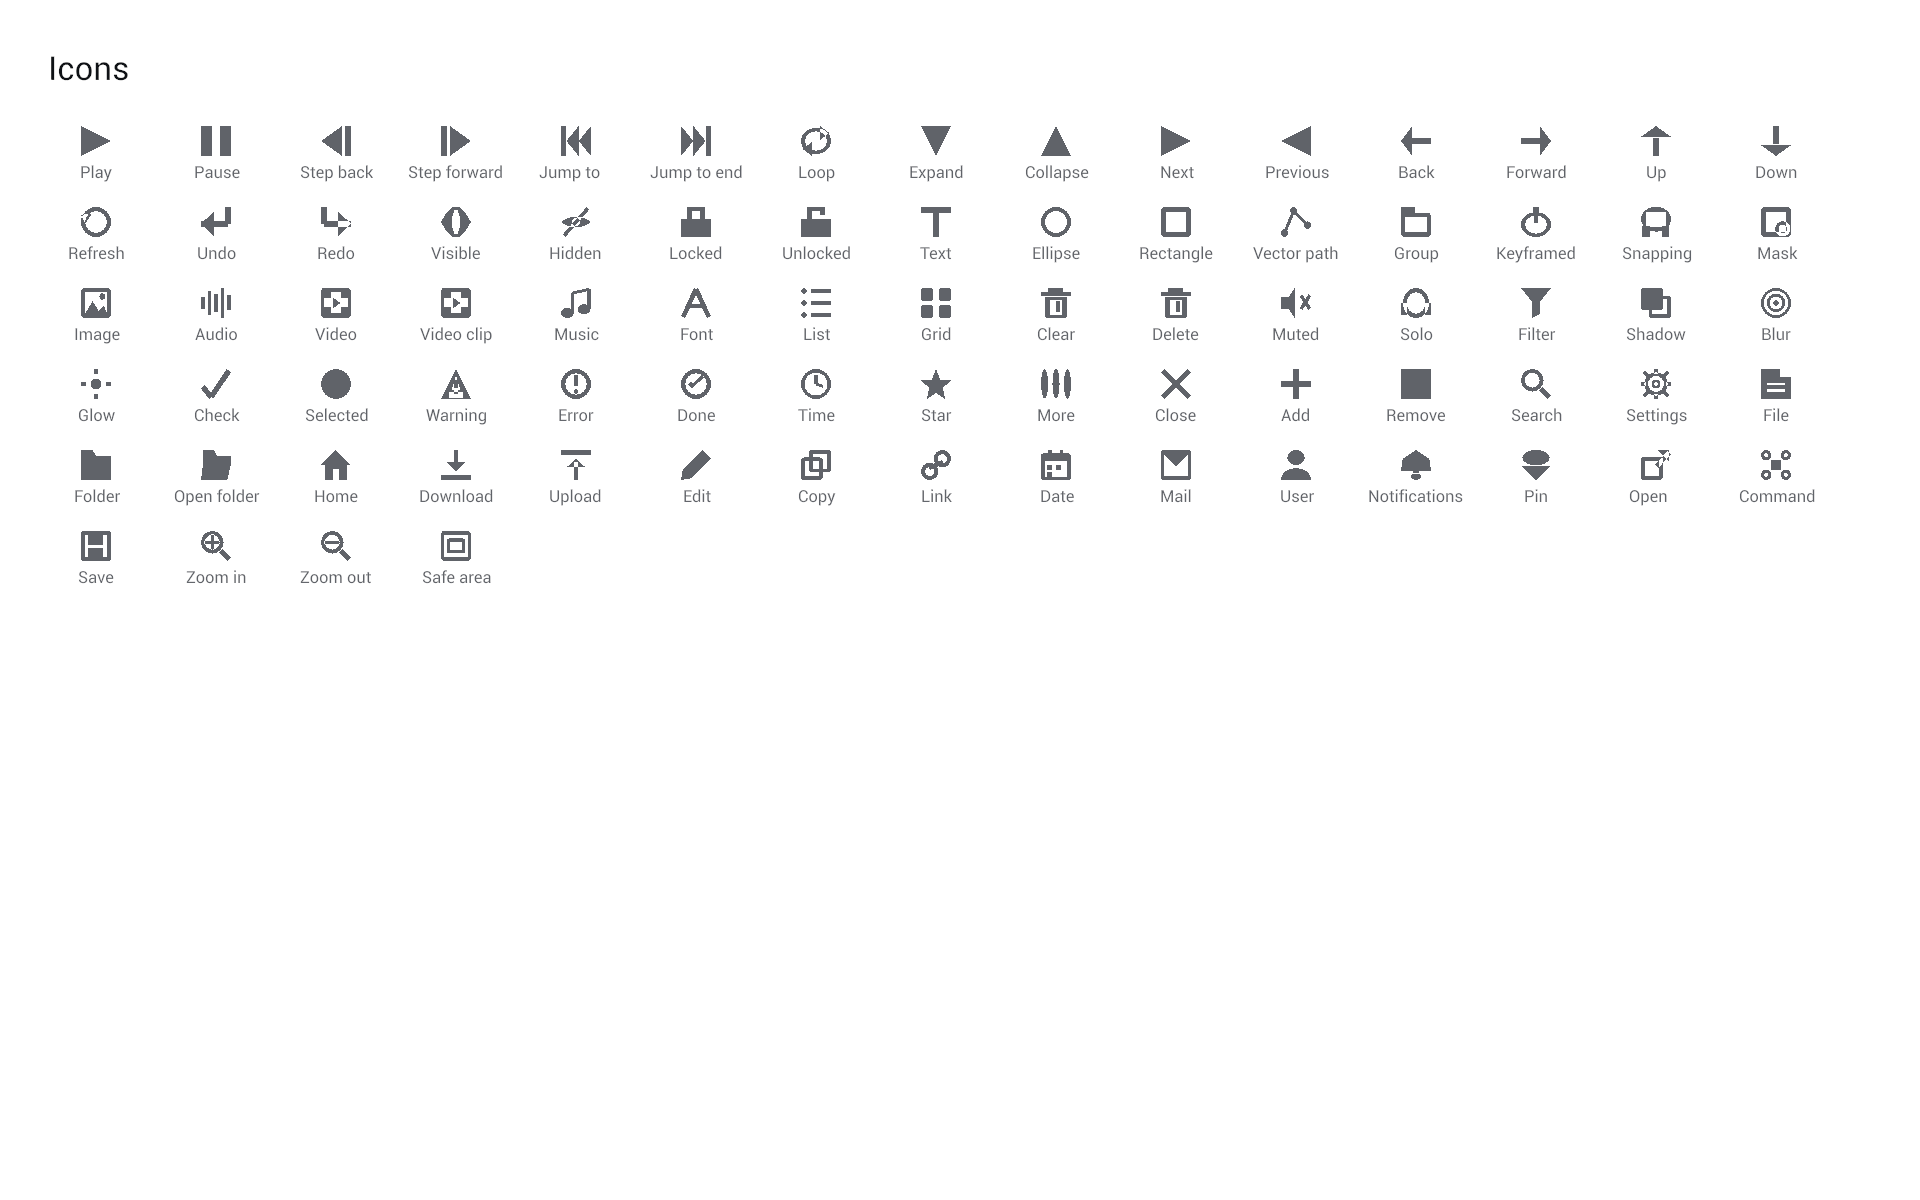 Icons
Play Pause Step back Step forward Jump to Jump to end Loop Expand Collapse Next Previous Back Forward Up Down
Refresh Undo Redo Visible Hidden Locked Unlocked Text Ellipse Rectangle Vector path Group Keyframed Snapping Mask
Image Audio Video Video clip Music Font List Grid Clear Delete Muted Solo Filter Shadow Blur
Glow Check Selected Warning Error Done Time Star More Close Add Remove Search Settings File
Folder Open folder Home Download Upload Edit Copy Link Date Mail User Notifications Pin Open Command
Save Zoom in Zoom out Safe area